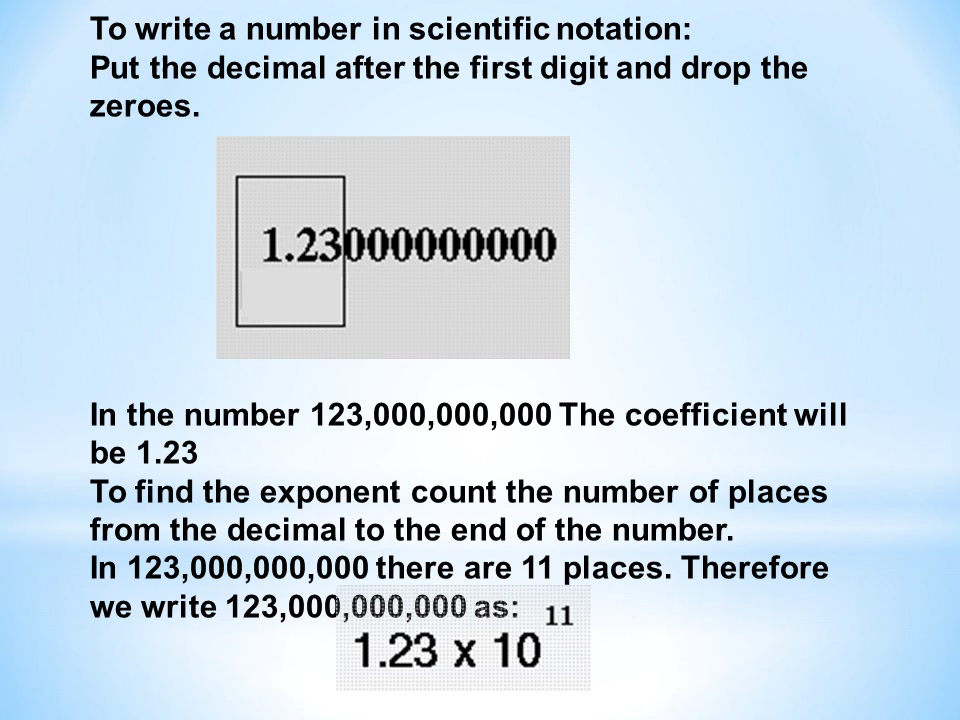 To write a number in scientific notation:
Put the decimal after the first digit and drop the
zeroes.
1.23000000000
In the number 123,000,000,000 The coefficient will
be 1.23
To find the exponent count the number of places
from the decimal to the end of the number.
In 123,000,000,000 there are 11 places. Therefore
we write 123,000,000,000 as:
1.23 x 10¹¹